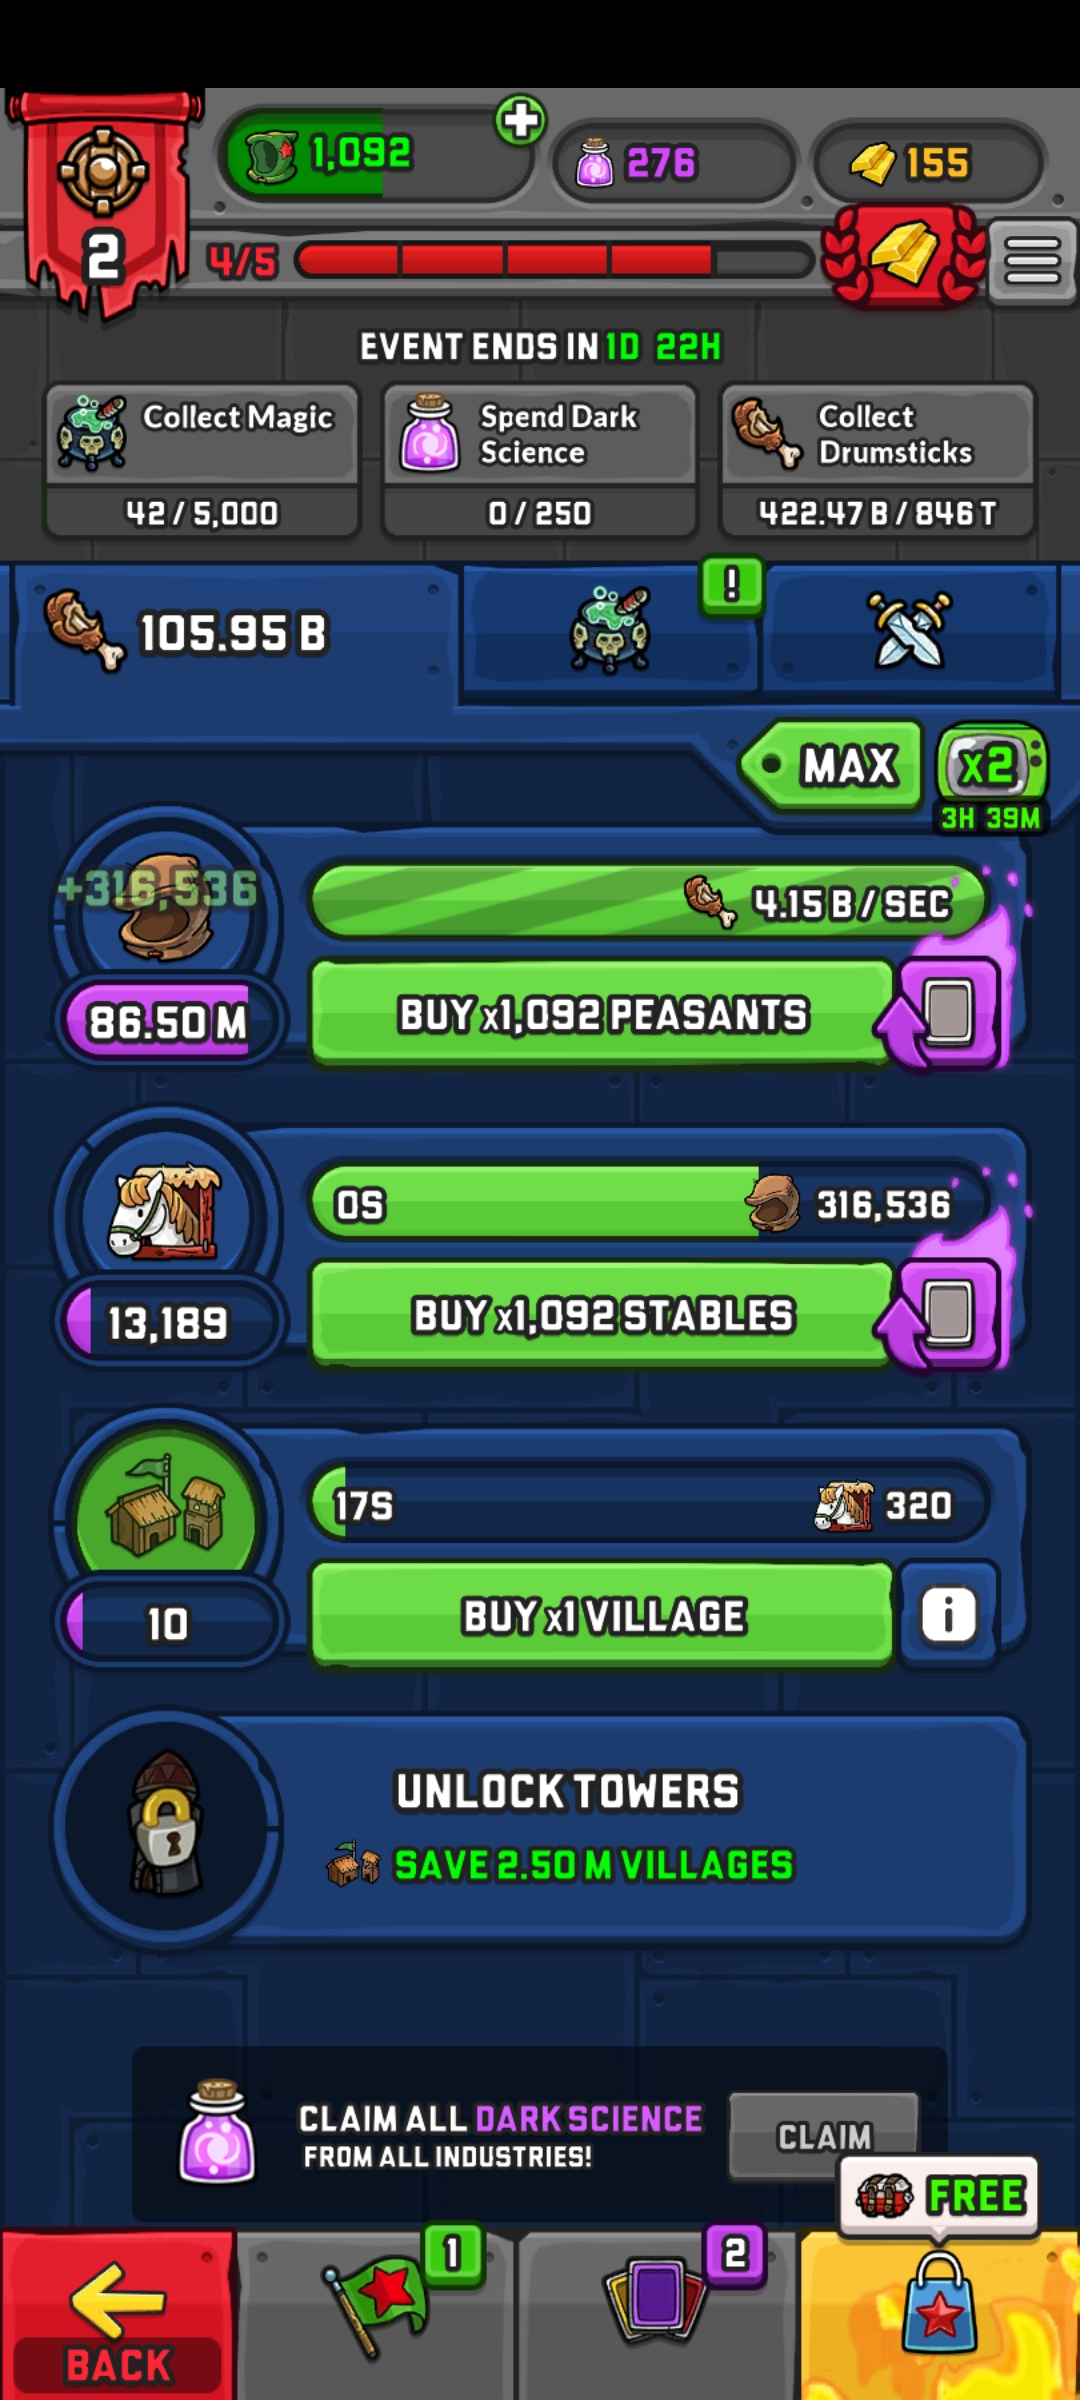 1,092
276
155
2
4/5
EVENT ENDS IN 1D 22H
Collect Magic
42 / 5,000
Spend Dark
Science
0 / 250
Collect
Drumsticks
422.47 B / 846 T
105.95 B
!
MAX
x2
3H 39M
+316,536
4.15 B / SEC
86.50 M
BUY x1,092 PEASANTS
0S
316,536
13,189
BUY x1,092 STABLES
17S
320
10
BUY x1 VILLAGE
i
UNLOCK TOWERS
SAVE 2.50 M VILLAGES
CLAIM ALL DARK SCIENCE
FROM ALL INDUSTRIES!
CLAIM
FREE
1
2
BACK